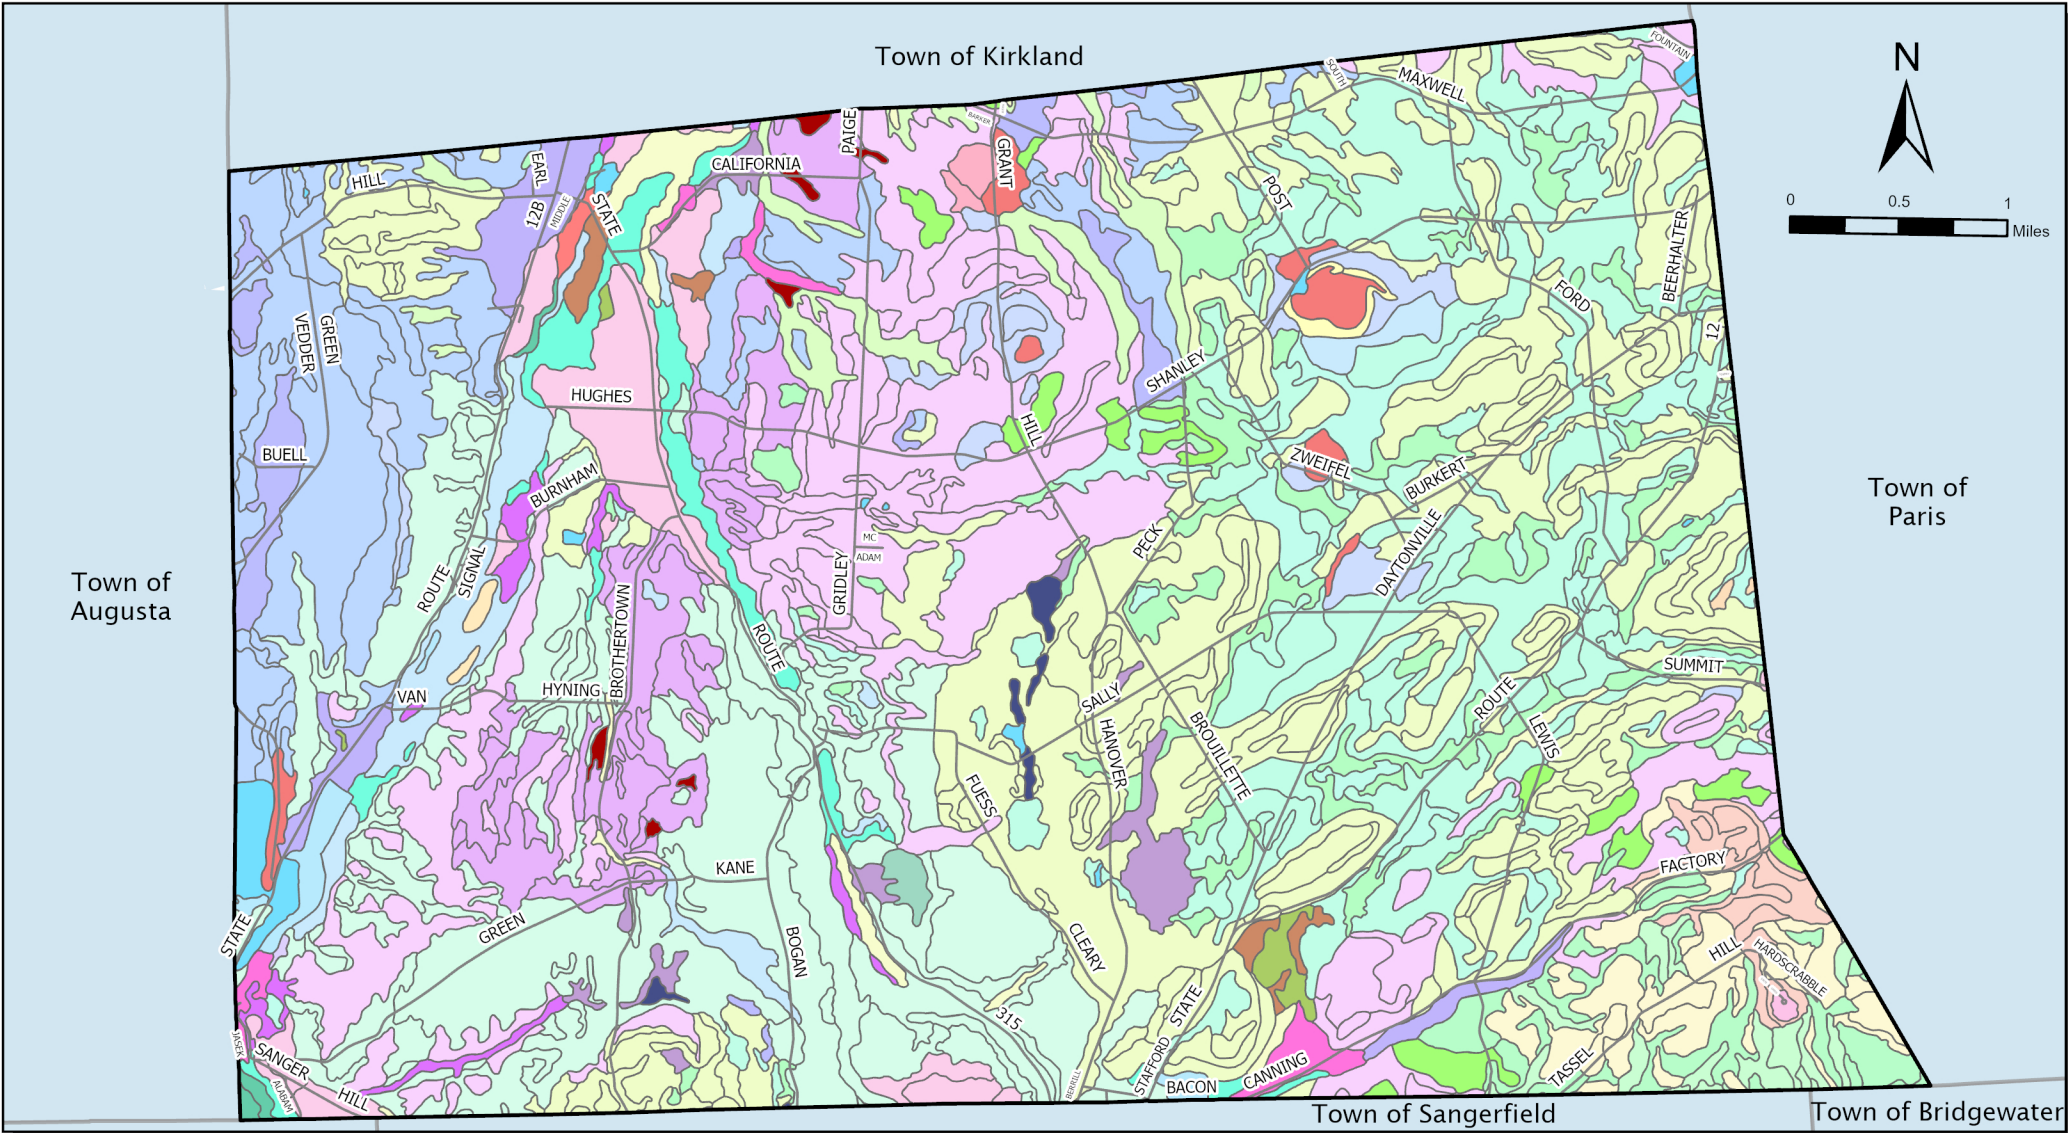 Town of Kirkland
N
0 0.5 1
Miles
FOUNTAIN
SOUTH
MAXWELL
BARKER
PAIGE
CALIFORNIA
GRANT
EARL
HILL
12B
MIDDLE
STATE
POST
BEERHALTER
FORD
GREEN
VEDDER
12
SHANLEY
HUGHES
HILL
BUELL
ZWEIFEL
BURKERT
BURNHAM
Town of
Paris
PECK
MC
ADAM
DAYTONVILLE
SIGNAL
ROUTE
GRIDLEY
Town of
Augusta
BROTHERTOWN
ROUTE
SUMMIT
VAN
HYNING
SALLY
ROUTE
HANOVER
BROUILLETTE
LEWIS
FUESS
KANE
FACTORY
STATE
GREEN
BOGAN
CLEARY
HILL
HARDSCRABBLE
STATE
315
JASEK
SANGER
HILL
ALABAM
BERRILL
STAFFORD
BACON
CANNING
TASSEL
Town of Sangerfield
Town of Bridgewater